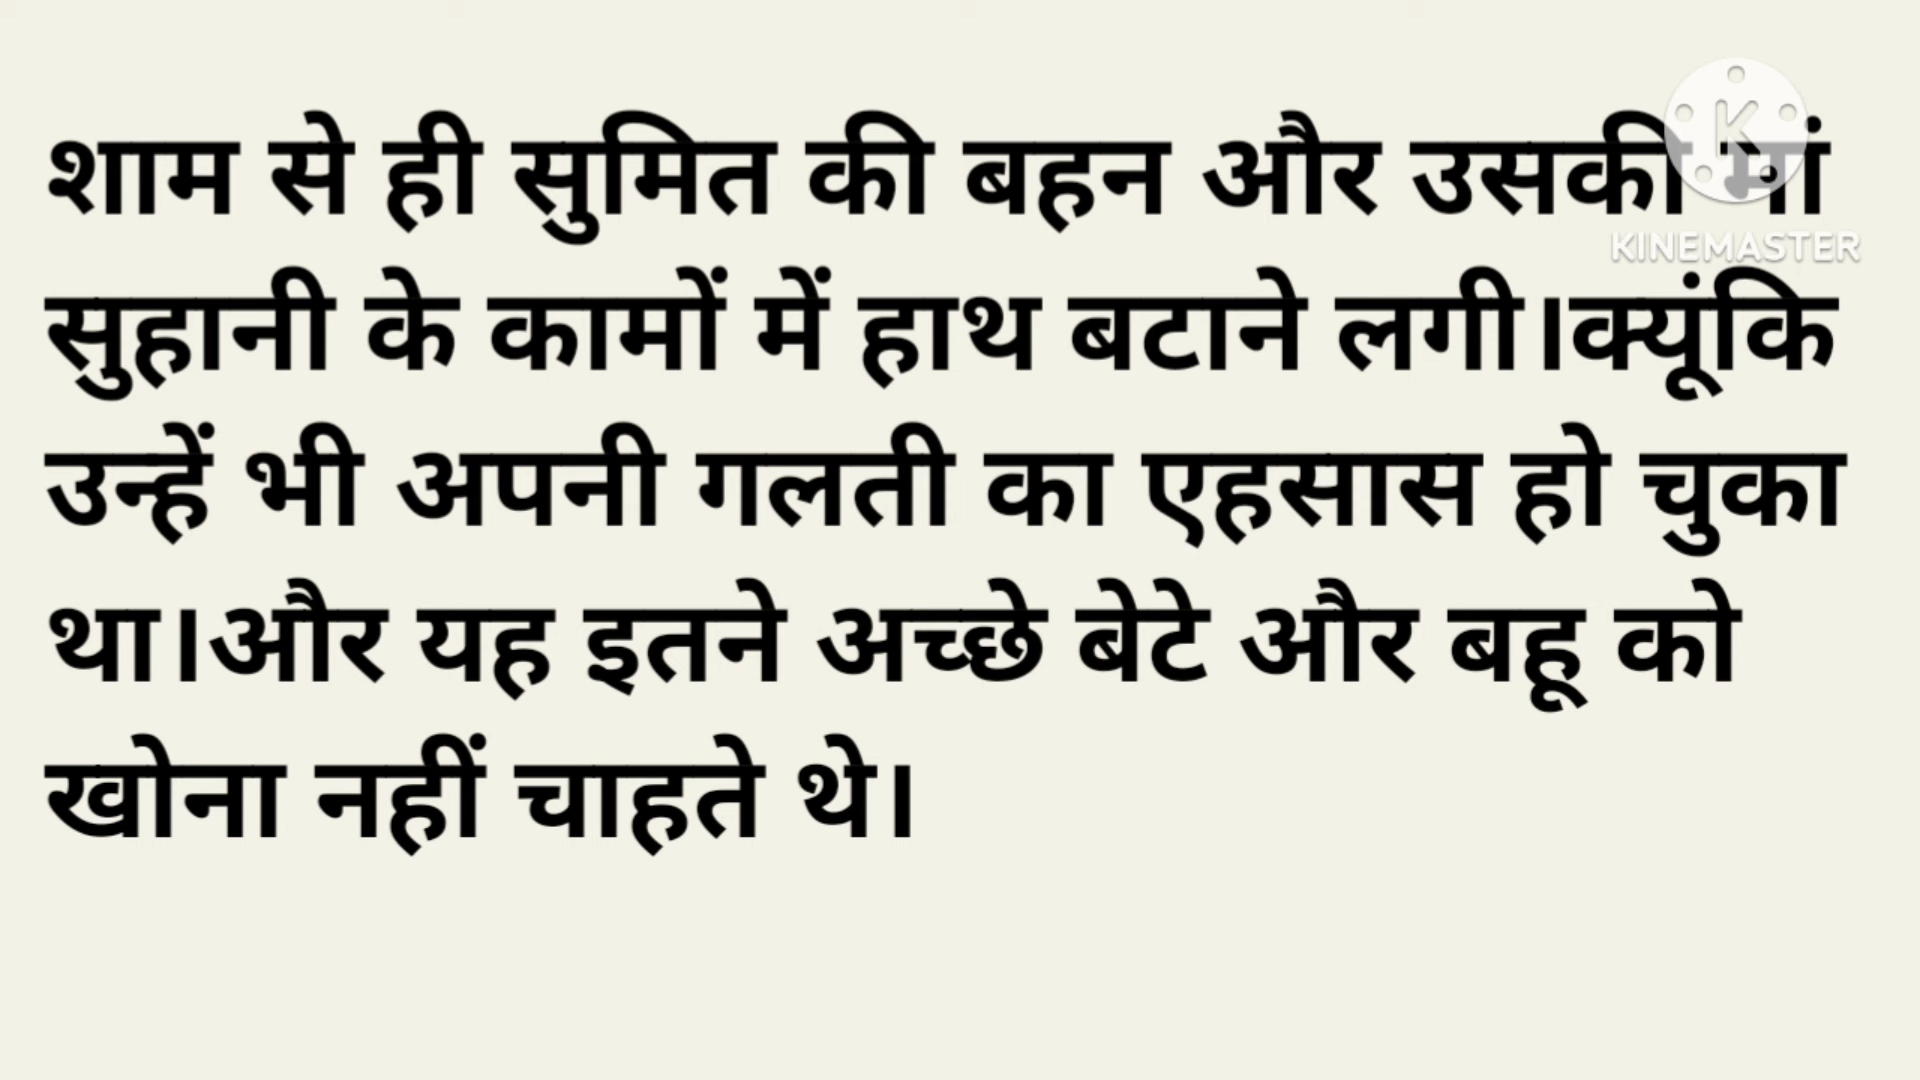 शाम से ही सुमित की बहन और उसकी मां
सुहानी के कामों में हाथ बटाने लगी।क्यूंकि
उन्हें भी अपनी गलती का एहसास हो चुका
था।और यह इतने अच्छे बेटे और बहू को
खोना नहीं चाहते थे।
K
KINEMASTER